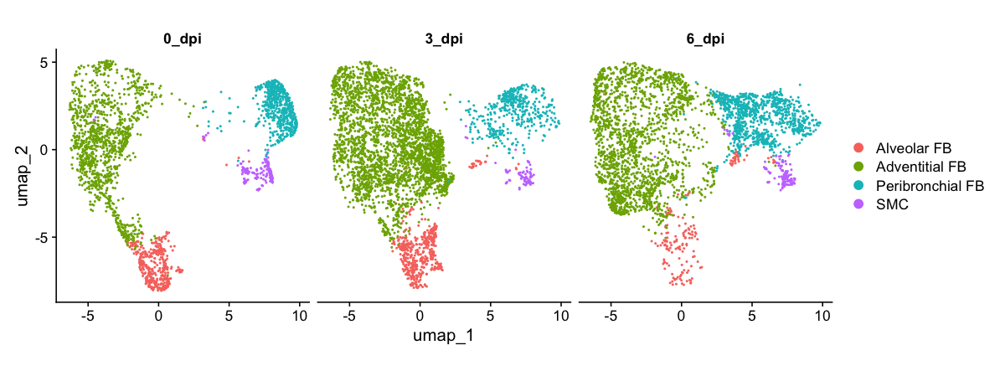 0_dpi 3_dpi 6_dpi
5
0
-5
umap_2
-5 0 5 10 -5 0 5 10 -5 0 5 10
umap_1
Alveolar FB
Adventitial FB
Peribronchial FB
SMC